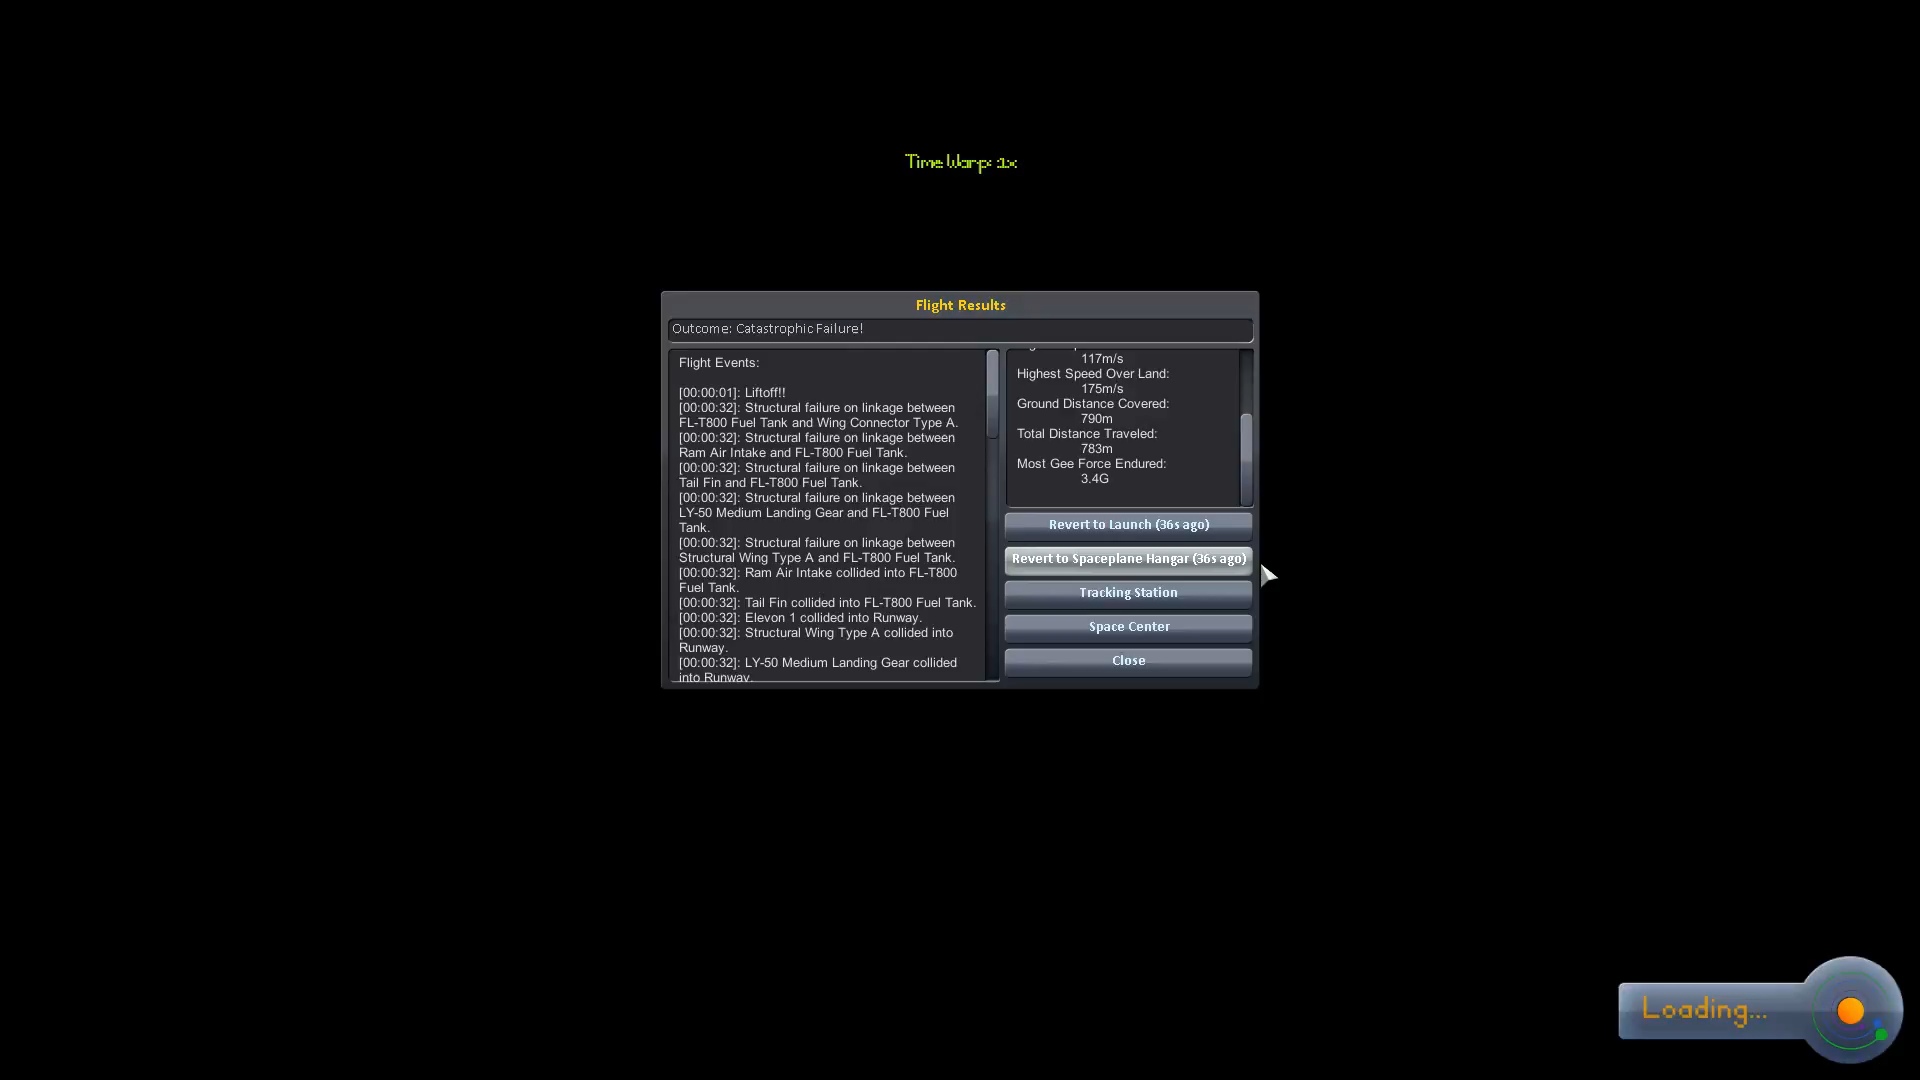 Time Warp: 1x
Flight Results
Outcome: Catastrophic Failure!
Flight Events:
[00:00:01]: Liftoff!!
[00:00:32]: Structural failure on linkage between
FL-T800 Fuel Tank and Wing Connector Type A.
[00:00:32]: Structural failure on linkage between
Ram Air Intake and FL-T800 Fuel Tank.
[00:00:32]: Structural failure on linkage between
Tail Fin and FL-T800 Fuel Tank.
[00:00:32]: Structural failure on linkage between
LY-50 Medium Landing Gear and FL-T800 Fuel
Tank.
[00:00:32]: Structural failure on linkage between
Structural Wing Type A and FL-T800 Fuel Tank.
[00:00:32]: Ram Air Intake collided into FL-T800
Fuel Tank.
[00:00:32]: Tail Fin collided into FL-T800 Fuel Tank.
[00:00:32]: Elevon 1 collided into Runway.
[00:00:32]: Structural Wing Type A collided into
Runway.
[00:00:32]: LY-50 Medium Landing Gear collided
into Runway.
117m/s
Highest Speed Over Land:
175m/s
Ground Distance Covered:
790m
Total Distance Traveled:
783m
Most Gee Force Endured:
3.4G
Revert to Launch (36s ago)
Revert to Spaceplane Hangar (36s ago)
Tracking Station
Space Center
Close
Loading...